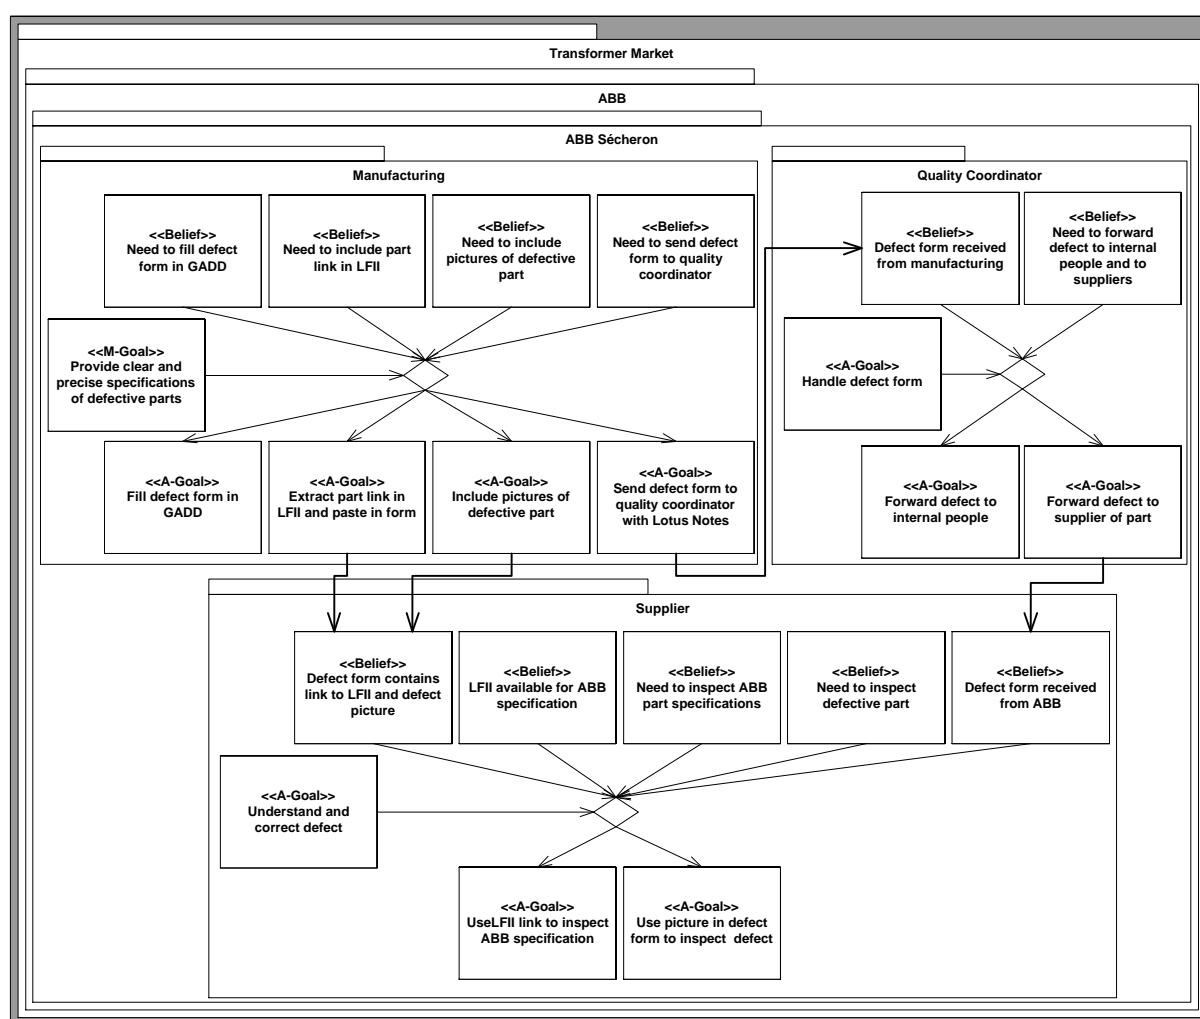 Transformer Market
ABB
ABB Sécheron
Manufacturing
<<Belief>>
Need to fill defect
form in GADD
<<Belief>>
Need to include part
link in LFII
<<Belief>>
Need to include
pictures of defective
part
<<Belief>>
Need to send defect
form to quality
coordinator
<<M-Goal>>
Provide clear and
precise specifications
of defective parts
<<A-Goal>>
Fill defect form in
GADD
<<A-Goal>>
Extract part link in
LFII and paste in form
<<A-Goal>>
Include pictures of
defective part
<<A-Goal>>
Send defect form to
quality coordinator
with Lotus Notes
Quality Coordinator
<<Belief>>
Defect form received
from manufacturing
<<Belief>>
Need to forward
defect to internal
people and to
suppliers
<<A-Goal>>
Handle defect form
<<A-Goal>>
Forward defect to
internal people
<<A-Goal>>
Forward defect to
supplier of part
Supplier
<<Belief>>
Defect form contains
link to LFII and defect
picture
<<Belief>>
LFII available for ABB
specification
<<Belief>>
Need to inspect ABB
part specifications
<<Belief>>
Need to inspect
defective part
<<Belief>>
Defect form received
from ABB
<<A-Goal>>
Understand and
correct defect
<<A-Goal>>
UseLFII link to inspect
ABB specification
<<A-Goal>>
Use picture in defect
form to inspect defect